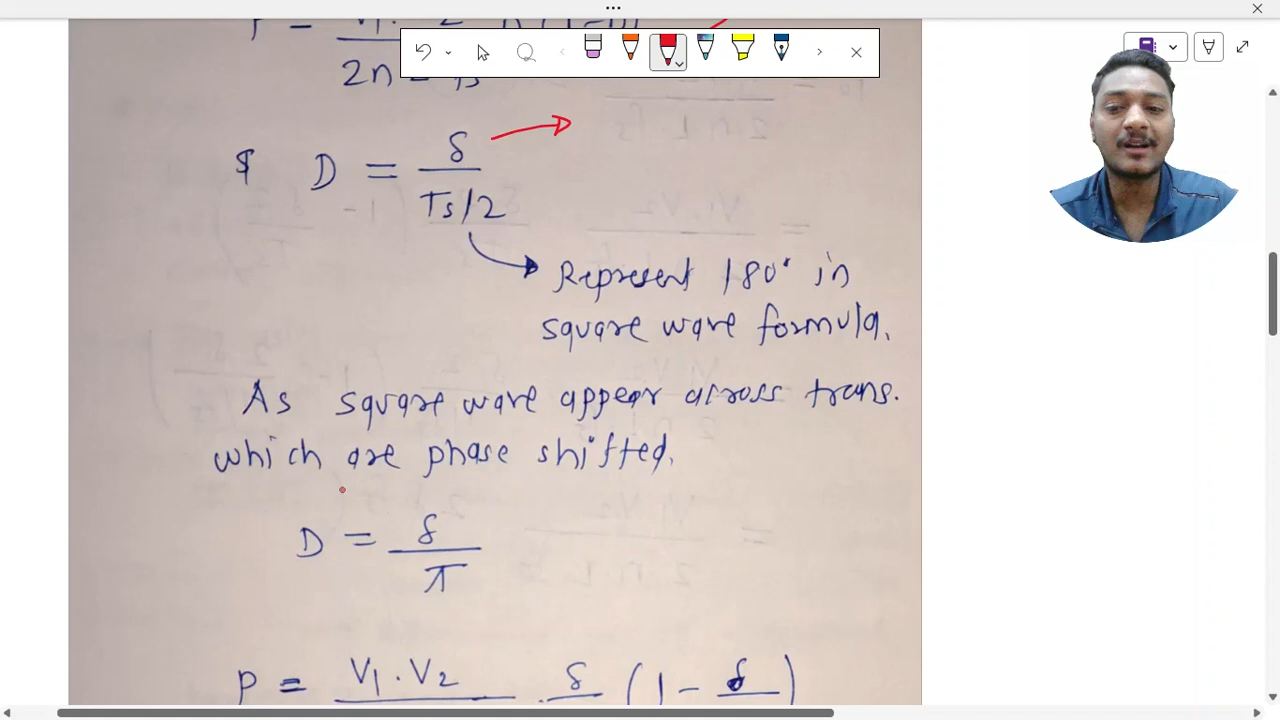 P = V1.
2n
& D = δ / Ts/2
Represent 180° in
square wave formula.
As square wave appear across trans.
which are phase shifted.
D = δ / π
P = V1.V2 . δ (1 - δ )